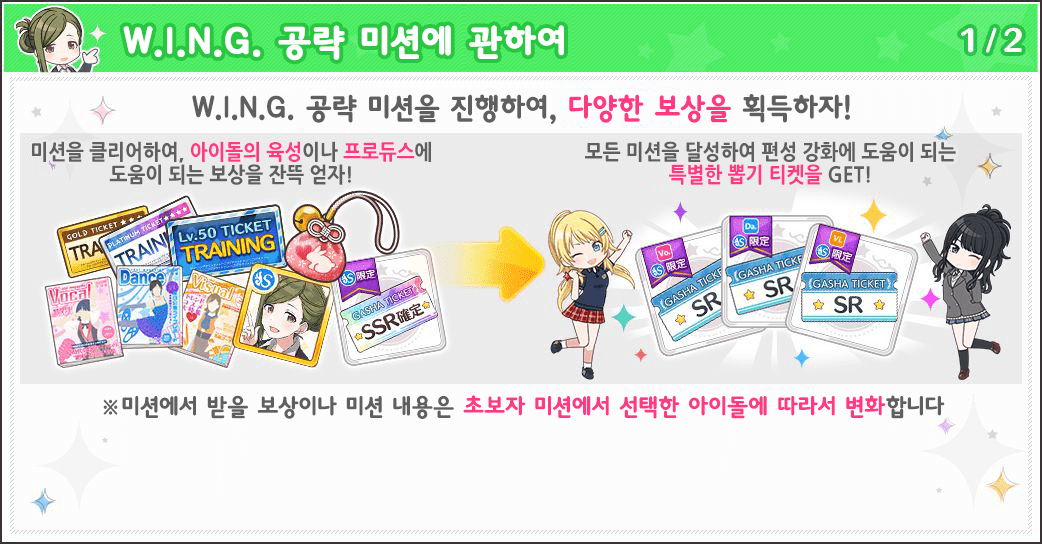 W.I.N.G. 공략 미션에 관하여
1/2
W.I.N.G. 공략 미션을 진행하여, 다양한 보상을 획득하자!
미션을 클리어하여, 아이돌의 육성이나 프로듀스에
도움이 되는 보상을 잔뜩 얻자!
모든 미션을 달성하여 편성 강화에 도움이 되는
특별한 뽑기 티켓을 GET!
GOLD TICKET
TRA
PLATINUM TICKET
TRAININ
Lv.50 TICKET
TRAINING
Vocal
Dance
Visual
S
限定
GASHA TICKET
SSR確定
Vo.
限定
GASHA TICKE
SR
Da.
限定
GASHA TICKE
SR
Vi.
限定
GASHA TICKET
SR
※미션에서 받을 보상이나 미션 내용은 초보자 미션에서 선택한 아이돌에 따라서 변화합니다